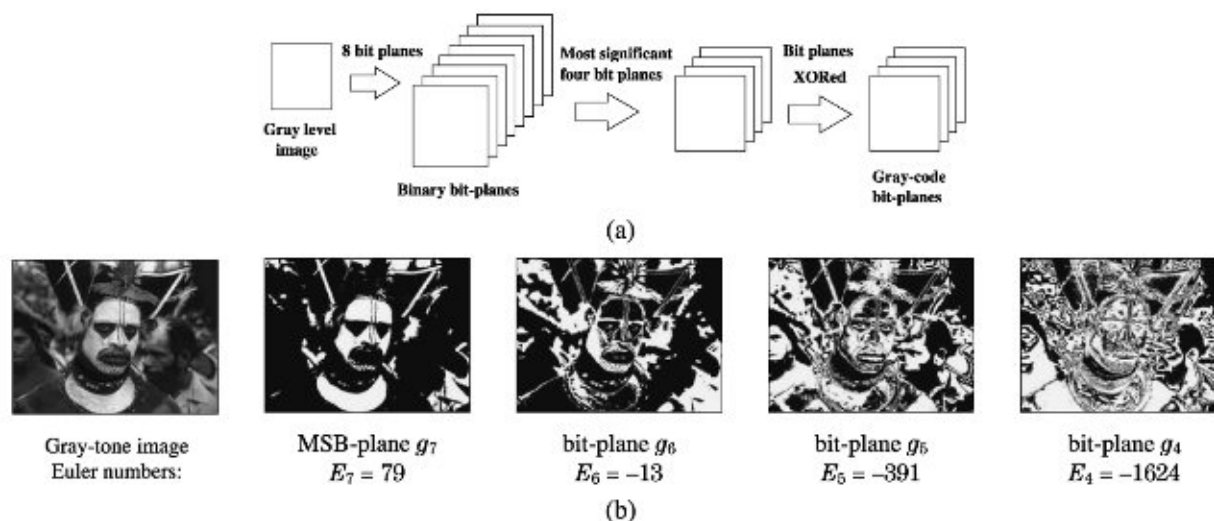 8 bit planes
Most significant
four bit planes
Bit planes
XORed
Gray level
image
Binary bit-planes
Gray-code
bit-planes
(a)
Gray-tone image
Euler numbers:
MSB-plane g₇
E₇ = 79
bit-plane g₆
E₆ = –13
bit-plane g₅
E₅ = –391
bit-plane g₄
E₄ = –1624
(b)